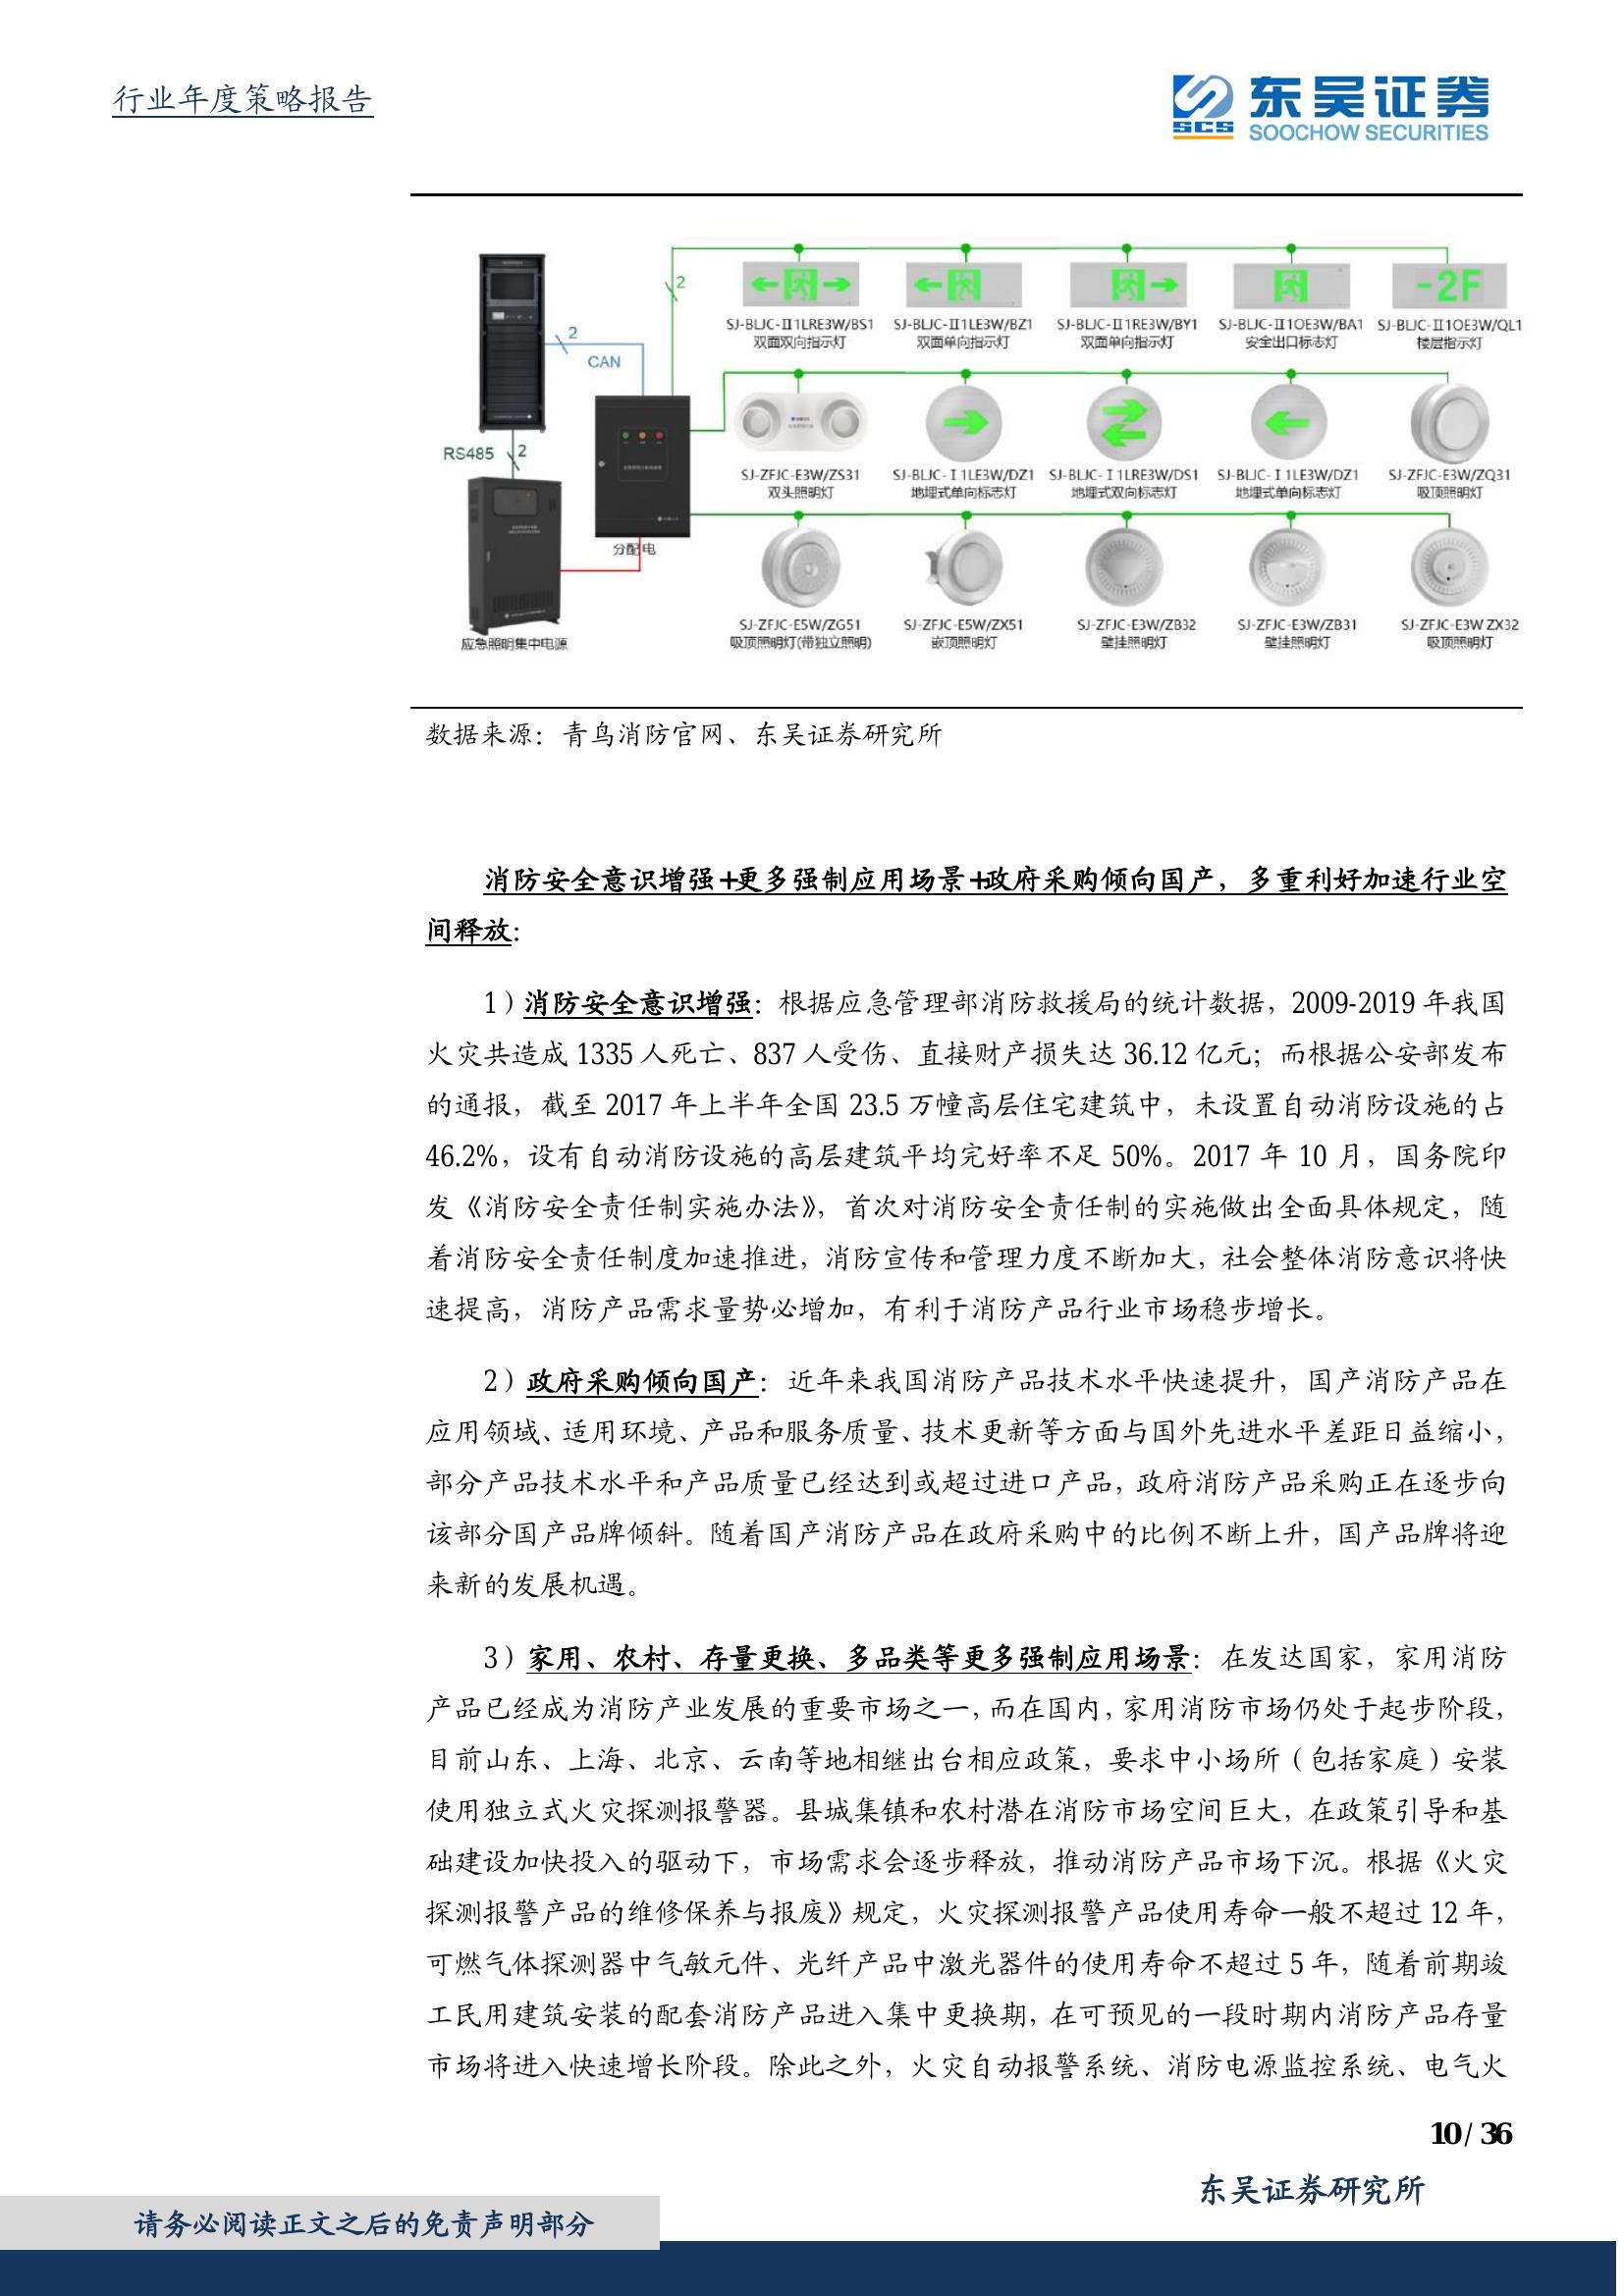 行业年度策略报告
SCS
东吴证券
SOOCHOW SECURITIES
2
SJ-BLJC-II1LRE3W/BS1 SJ-BLJC-II1LE3W/BZ1 SJ-BLJC-II1RE3W/BY1 SJ-BLJC-II1OE3W/BA1 SJ-BLJC-II1OE3W/QL1
双面双向指示灯 双面单向指示灯 双面单向指示灯 安全出口标志灯 楼层指示灯
-2F
2
CAN
RS485 2
SJ-ZFJC-E3W/ZS31 SJ-BLJC-Ⅰ1LE3W/DZ1 SJ-BLJC-Ⅰ1LRE3W/DS1 SJ-BLJC-Ⅰ1LE3W/DZ1 SJ-ZFJC-E3W/ZQ31
双头照明灯 地埋式单向标志灯 地埋式双向标志灯 地埋式单向标志灯 吸顶照明灯
分配电
SJ-ZFJC-E5W/ZG51 SJ-ZFJC-E5W/ZX51 SJ-ZFJC-E3W/ZB32 SJ-ZFJC-E3W/ZB31 SJ-ZFJC-E3W ZX32
应急照明集中电源 吸顶照明灯(带独立照明) 嵌顶照明灯 壁挂照明灯 壁挂照明灯 吸顶照明灯
数据来源：青鸟消防官网、东吴证券研究所
消防安全意识增强+更多强制应用场景+政府采购倾向国产，多重利好加速行业空
间释放：
1）消防安全意识增强：根据应急管理部消防救援局的统计数据，2009-2019 年我国
火灾共造成 1335 人死亡、837 人受伤、直接财产损失达 36.12 亿元；而根据公安部发布
的通报，截至 2017 年上半年全国 23.5 万幢高层住宅建筑中，未设置自动消防设施的占
46.2%，设有自动消防设施的高层建筑平均完好率不足 50%。2017 年 10 月，国务院印
发《消防安全责任制实施办法》，首次对消防安全责任制的实施做出全面具体规定，随
着消防安全责任制度加速推进，消防宣传和管理力度不断加大，社会整体消防意识将快
速提高，消防产品需求量势必增加，有利于消防产品行业市场稳步增长。
2）政府采购倾向国产：近年来我国消防产品技术水平快速提升，国产消防产品在
应用领域、适用环境、产品和服务质量、技术更新等方面与国外先进水平差距日益缩小，
部分产品技术水平和产品质量已经达到或超过进口产品，政府消防产品采购正在逐步向
该部分国产品牌倾斜。随着国产消防产品在政府采购中的比例不断上升，国产品牌将迎
来新的发展机遇。
3）家用、农村、存量更换、多品类等更多强制应用场景：在发达国家，家用消防
产品已经成为消防产业发展的重要市场之一，而在国内，家用消防市场仍处于起步阶段，
目前山东、上海、北京、云南等地相继出台相应政策，要求中小场所（包括家庭）安装
使用独立式火灾探测报警器。县城集镇和农村潜在消防市场空间巨大，在政策引导和基
础建设加快投入的驱动下，市场需求会逐步释放，推动消防产品市场下沉。根据《火灾
探测报警产品的维修保养与报废》规定，火灾探测报警产品使用寿命一般不超过 12 年，
可燃气体探测器中气敏元件、光纤产品中激光器件的使用寿命不超过 5 年，随着前期竣
工民用建筑安装的配套消防产品进入集中更换期，在可预见的一段时期内消防产品存量
市场将进入快速增长阶段。除此之外，火灾自动报警系统、消防电源监控系统、电气火
10 / 36
东吴证券研究所
请务必阅读正文之后的免责声明部分